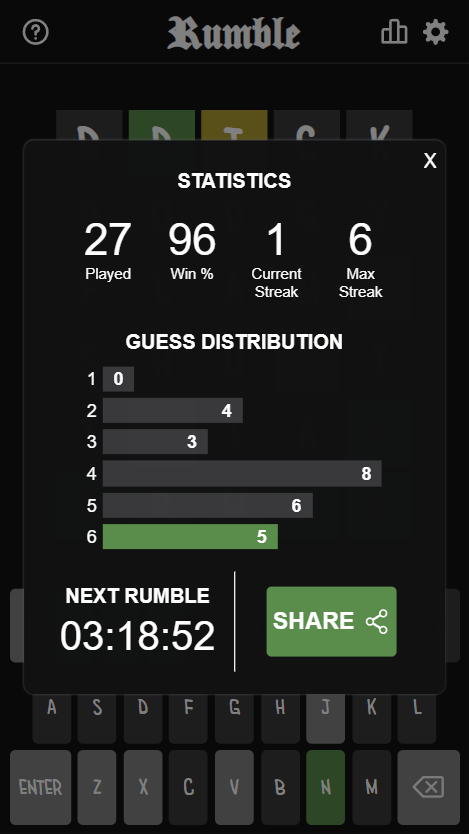 Rumble
X
STATISTICS
27 96 1 6
Played Win % Current Streak Max Streak
GUESS DISTRIBUTION
1 0
2 4
3 3
4 8
5 6
6 5
NEXT RUMBLE
03:18:52
SHARE
A S D F G H J K L
ENTER Z X C V B N M